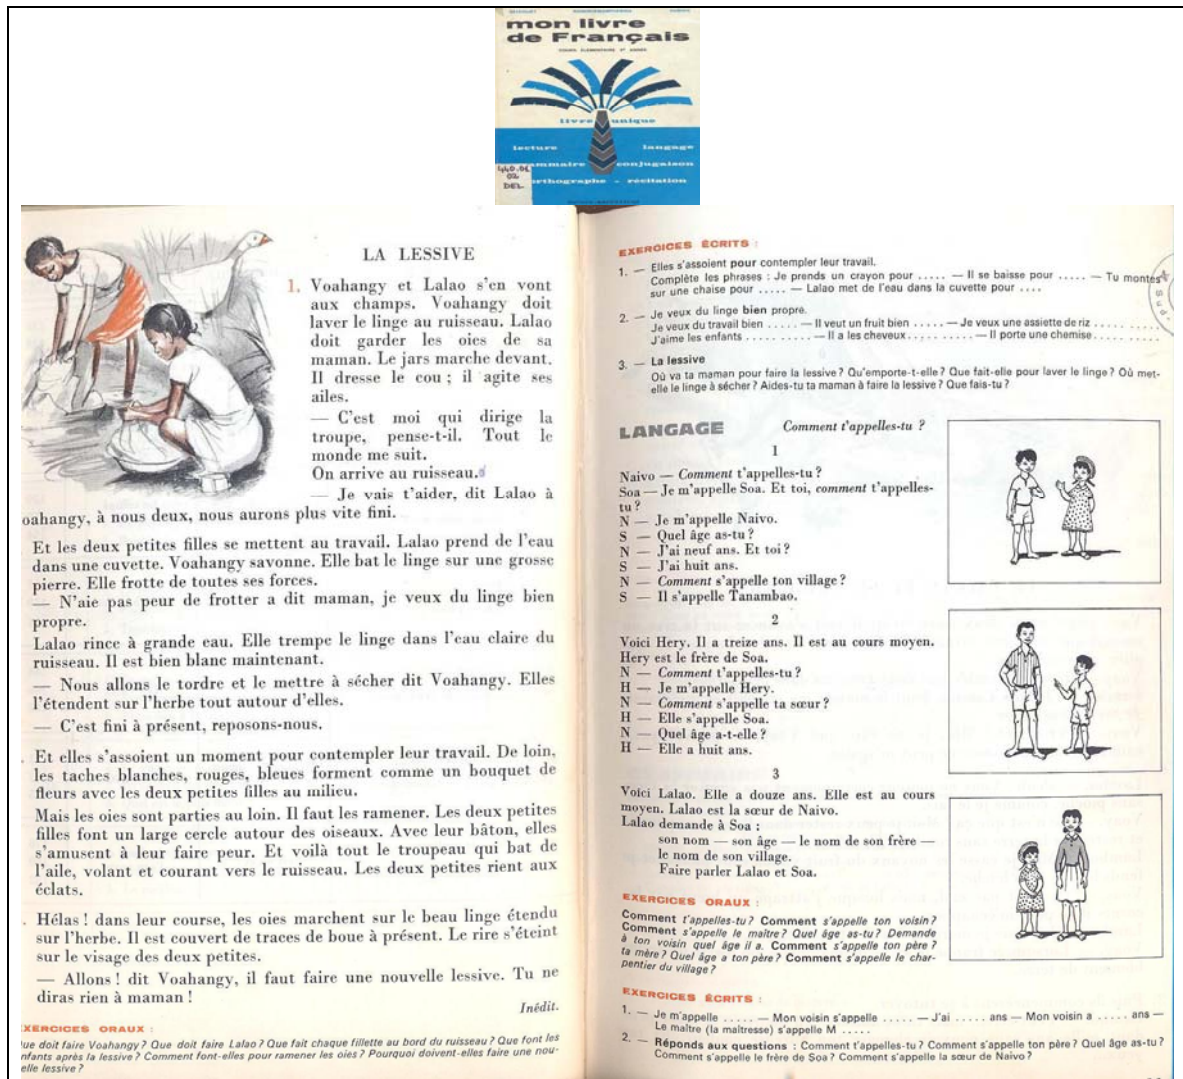 mon livre
de Français
COURS ÉLÉMENTAIRE 2e ANNÉE
livre unique
lecture langage
grammaire conjugaison
orthographe - récitation
440.01
02
DEL
LA LESSIVE
1. Voahangy et Lalao s'en vont
aux champs. Voahangy doit
laver le linge au ruisseau. Lalao
doit garder les oies de sa
maman. Le jars marche devant.
Il dresse le cou ; il agite ses
ailes.
— C'est moi qui dirige la
troupe, pense-t-il. Tout le
monde me suit.
On arrive au ruisseau.
— Je vais t'aider, dit Lalao à
oahangy, à nous deux, nous aurons plus vite fini.
Et les deux petites filles se mettent au travail. Lalao prend de l'eau
dans une cuvette. Voahangy savonne. Elle bat le linge sur une grosse
pierre. Elle frotte de toutes ses forces.
— N'aie pas peur de frotter a dit maman, je veux du linge bien
propre.
Lalao rince à grande eau. Elle trempe le linge dans l'eau claire du
ruisseau. Il est bien blanc maintenant.
— Nous allons le tordre et le mettre à sécher dit Voahangy. Elles
l'étendent sur l'herbe tout autour d'elles.
— C'est fini à présent, reposons-nous.
. Et elles s'assoient un moment pour contempler leur travail. De loin,
les taches blanches, rouges, bleues forment comme un bouquet de
fleurs avec les deux petites filles au milieu.
Mais les oies sont parties au loin. Il faut les ramener. Les deux petites
filles font un large cercle autour des oiseaux. Avec leur bâton, elles
s'amusent à leur faire peur. Et voilà tout le troupeau qui bat de
l'aile, volant et courant vers le ruisseau. Les deux petites rient aux
éclats.
. Hélas ! dans leur course, les oies marchent sur le beau linge étendu
sur l'herbe. Il est couvert de traces de boue à présent. Le rire s'éteint
sur le visage des deux petites.
— Allons ! dit Voahangy, il faut faire une nouvelle lessive. Tu ne
diras rien à maman !
Inédit.
EXERCICES ORAUX :
ue doit faire Voahangy ? Que doit faire Lalao ? Que fait chaque fillette au bord du ruisseau ? Que font les
nfants après la lessive ? Comment font-elles pour ramener les oies ? Pourquoi doivent-elles faire une nou-
elle lessive ?
EXERCICES ÉCRITS :
1. — Elles s'assoient pour contempler leur travail.
Complète les phrases : Je prends un crayon pour ..... — Il se baisse pour ..... — Tu montes
sur une chaise pour ..... — Lalao met de l'eau dans la cuvette pour ....
2. — Je veux du linge bien propre.
Je veux du travail bien ..... — Il veut un fruit bien ..... — Je veux une assiette de riz ..... .....
J'aime les enfants ..... ..... — Il a les cheveux ..... ..... — Il porte une chemise ..... .....
3. — La lessive
Où va ta maman pour faire la lessive ? Qu'emporte-t-elle ? Que fait-elle pour laver le linge ? Où met-
elle le linge à sécher ? Aides-tu ta maman à faire la lessive ? Que fais-tu ?
LANGAGE Comment t'appelles-tu ?
1
Naivo — Comment t'appelles-tu ?
Soa — Je m'appelle Soa. Et toi, comment t'appelles-
tu ?
N — Je m'appelle Naivo.
S — Quel âge as-tu ?
N — J'ai neuf ans. Et toi ?
S — J'ai huit ans.
N — Comment s'appelle ton village ?
S — Il s'appelle Tanambao.
2
Voici Hery. Il a treize ans. Il est au cours moyen.
Hery est le frère de Soa.
N — Comment t'appelles-tu ?
H — Je m'appelle Hery.
N — Comment s'appelle ta sœur ?
H — Elle s'appelle Soa.
N — Quel âge a-t-elle ?
H — Elle a huit ans.
3
Voici Lalao. Elle a douze ans. Elle est au cours
moyen. Lalao est la sœur de Naivo.
Lalao demande à Soa :
son nom — son âge — le nom de son frère —
le nom de son village.
Faire parler Lalao et Soa.
EXERCICES ORAUX :
Comment t'appelles-tu ? Comment s'appelle ton voisin ?
Comment s'appelle le maître ? Quel âge as-tu ? Demande
à ton voisin quel âge il a. Comment s'appelle ton père ?
ta mère ? Quel âge a ton père ? Comment s'appelle le char-
pentier du village ?
EXERCICES ÉCRITS :
1. — Je m'appelle ..... — Mon voisin s'appelle ..... — J'ai ..... ans — Mon voisin a ..... ans —
Le maître (la maîtresse) s'appelle M .....
2. — Réponds aux questions : Comment t'appelles-tu ? Comment s'appelle ton père ? Quel âge as-tu ?
Comment s'appelle le frère de Soa ? Comment s'appelle la sœur de Naivo ?